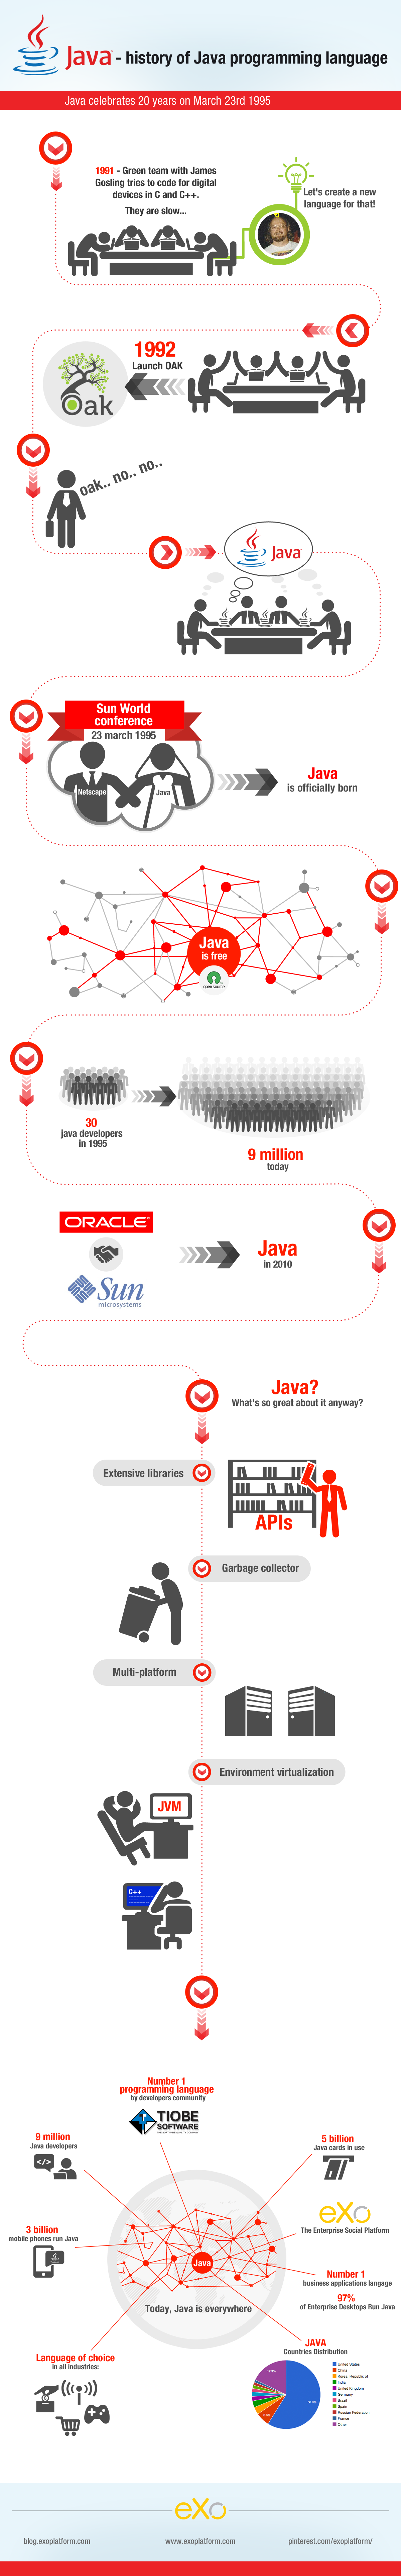 Java - history of Java programming language
Java celebrates 20 years on March 23rd 1995
1991 - Green team with James
Gosling tries to code for digital
devices in C and C++.
They are slow...
Let's create a new
language for that!
1992
Launch OAK
Oak
oak.. no.. no..
Java
Sun World
conference
23 march 1995
Netscape
Java
Java
is officially born
Java
is free
open source
30
java developers
in 1995
9 million
today
ORACLE
Sun
microsystems
Java
in 2010
Java?
What's so great about it anyway?
Extensive libraries
APIs
Garbage collector
Multi-platform
Environment virtualization
JVM
C++
Number 1
programming language
by developers community
TIOBE
SOFTWARE
THE SOFTWARE QUALITY COMPANY
9 million
Java developers
</>
5 billion
Java cards in use
eXo
The Enterprise Social Platform
3 billion
mobile phones run Java
Number 1
business applications langage
97%
of Enterprise Desktops Run Java
Java
Today, Java is everywhere
JAVA
Countries Distribution
Language of choice
in all industries:
United States
China
Korea, Republic of
India
United Kingdom
Germany
Brazil
Spain
Russian Federation
France
Other
eXo
blog.exoplatform.com
www.exoplatform.com
pinterest.com/exoplatform/